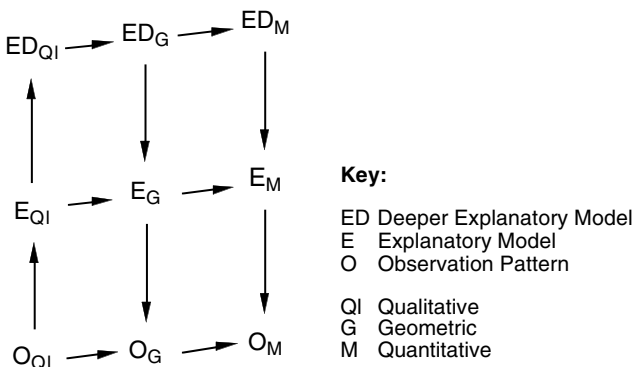 ED_QI ED_G ED_M
E_QI E_G E_M
O_QI O_G O_M
Key:
ED Deeper Explanatory Model
E Explanatory Model
O Observation Pattern
QI Qualitative
G Geometric
M Quantitative